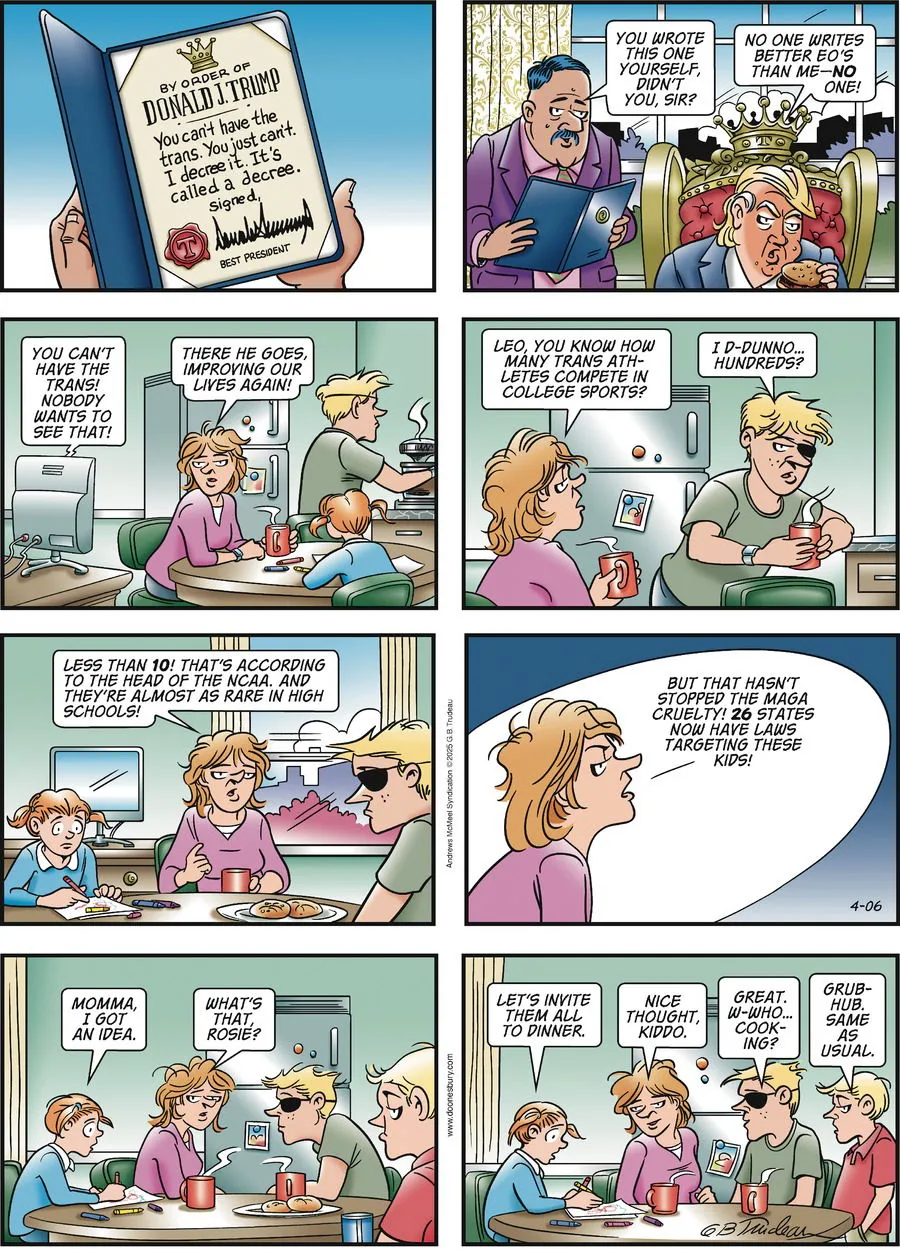 BY ORDER OF
DONALD J. TRUMP
You can't have the
trans. You just can't.
I decree it. It's
called a decree.
Signed,
T
BEST PRESIDENT
YOU WROTE
THIS ONE
YOURSELF,
DIDN'T
YOU, SIR?
NO ONE WRITES
BETTER EO'S
THAN ME—NO
ONE!
T
YOU CAN'T
HAVE THE
TRANS!
NOBODY
WANTS TO
SEE THAT!
THERE HE GOES,
IMPROVING OUR
LIVES AGAIN!
LEO, YOU KNOW HOW
MANY TRANS ATH-
LETES COMPETE IN
COLLEGE SPORTS?
I D-DUNNO...
HUNDREDS?
LESS THAN 10! THAT'S ACCORDING
TO THE HEAD OF THE NCAA. AND
THEY'RE ALMOST AS RARE IN HIGH
SCHOOLS!
Andrews McMeel Syndication © 2025 G.B. Trudeau
BUT THAT HASN'T
STOPPED THE MAGA
CRUELTY! 26 STATES
NOW HAVE LAWS
TARGETING THESE
KIDS!
4-06
MOMMA,
I GOT
AN IDEA.
WHAT'S
THAT,
ROSIE?
www.doonesbury.com
LET'S INVITE
THEM ALL
TO DINNER.
NICE
THOUGHT,
KIDDO.
GREAT.
W-WHO...
COOK-
ING?
GRUB-
HUB.
SAME
AS
USUAL.
GB Trudeau